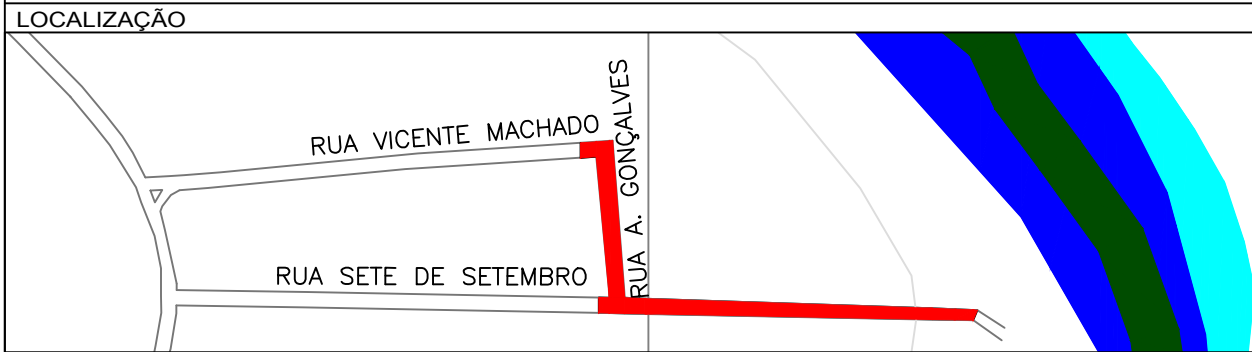 LOCALIZAÇÃO
RUA VICENTE MACHADO
RUA A. GONÇALVES
RUA SETE DE SETEMBRO